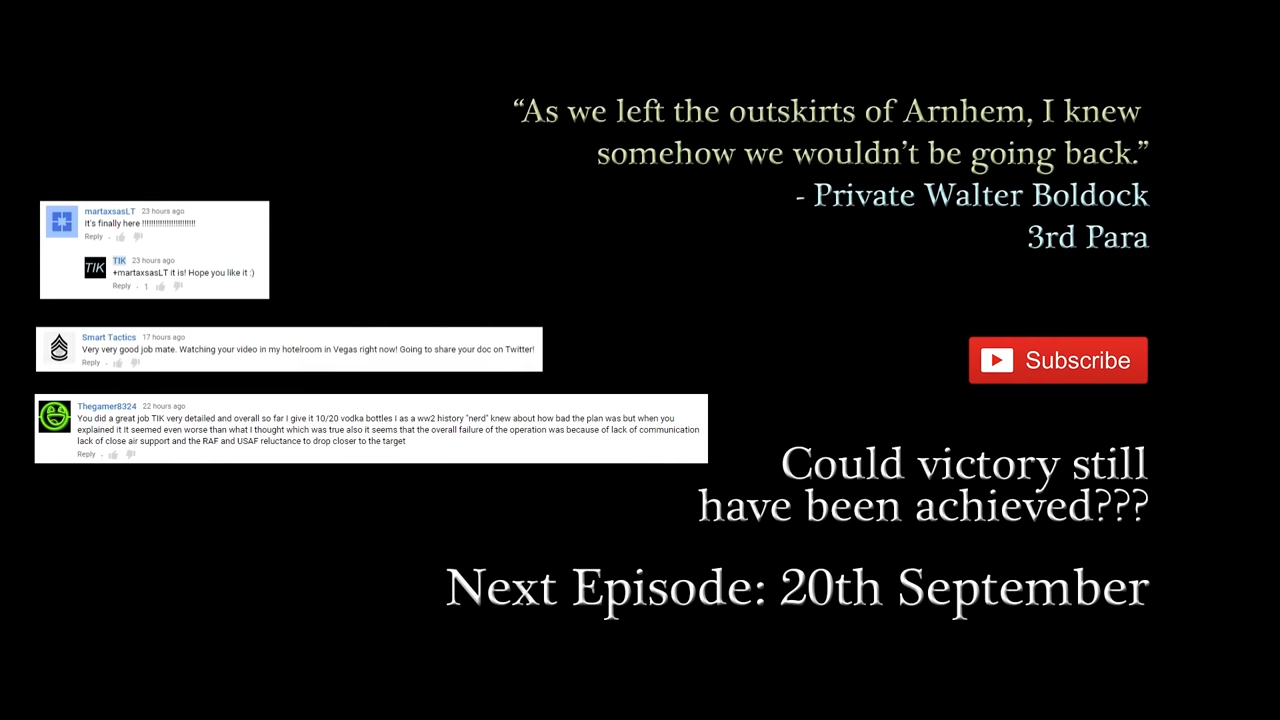 “As we left the outskirts of Arnhem, I knew
somehow we wouldn’t be going back.”
- Private Walter Boldock
3rd Para
martaxsasLT 23 hours ago
It's finally here !!!!!!!!!!!!!!!!!!!!!!!!
Reply
TIK
TIK 23 hours ago
+martaxsasLT it is! Hope you like it :)
Reply · 1
Smart Tactics 17 hours ago
Very very good job mate. Watching your video in my hotelroom in Vegas right now! Going to share your doc on Twitter!
Reply
Thegamer8324 22 hours ago
You did a great job TIK very detailed and overall so far I give it 10/20 vodka bottles I as a ww2 history "nerd" knew about how bad the plan was but when you
explained it It seemed even worse than what I thought which was true also it seems that the overall failure of the operation was because of lack of communication
lack of close air support and the RAF and USAF reluctance to drop closer to the target
Reply
Subscribe
Could victory still
have been achieved???
Next Episode: 20th September